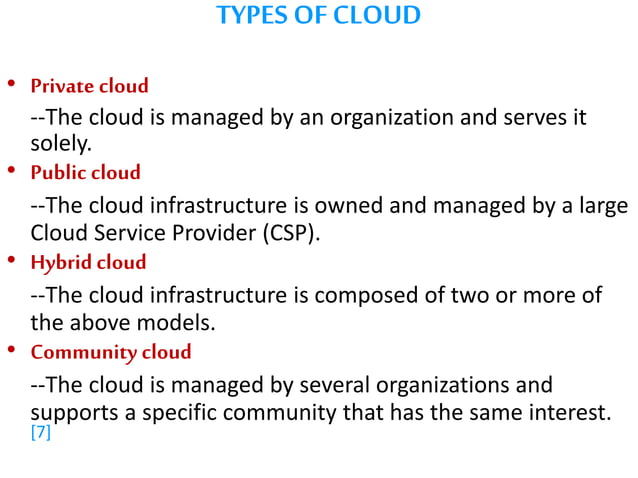 TYPES OF CLOUD
• Private cloud
--The cloud is managed by an organization and serves it
solely.
• Public cloud
--The cloud infrastructure is owned and managed by a large
Cloud Service Provider (CSP).
• Hybrid cloud
--The cloud infrastructure is composed of two or more of
the above models.
• Community cloud
--The cloud is managed by several organizations and
supports a specific community that has the same interest.
[7]